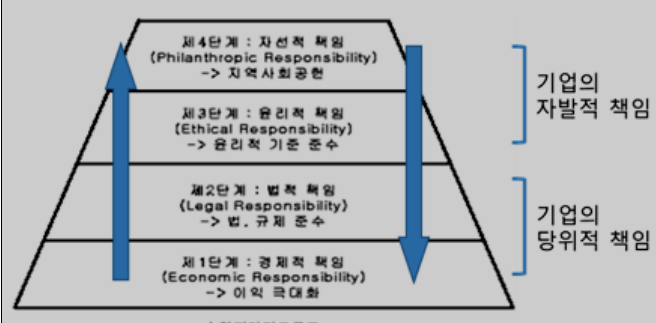 제4단계 : 자선적 책임
(Philanthropic Responsibility)
-> 지역사회공헌
제3단계 : 윤리적 책임
(Ethical Responsibility)
-> 윤리적 기준 준수
제2단계 : 법적 책임
(Legal Responsibility)
-> 법, 규제 준수
제1단계 : 경제적 책임
(Economic Responsibility)
-> 이익 극대화
기업의
자발적 책임
기업의
당위적 책임